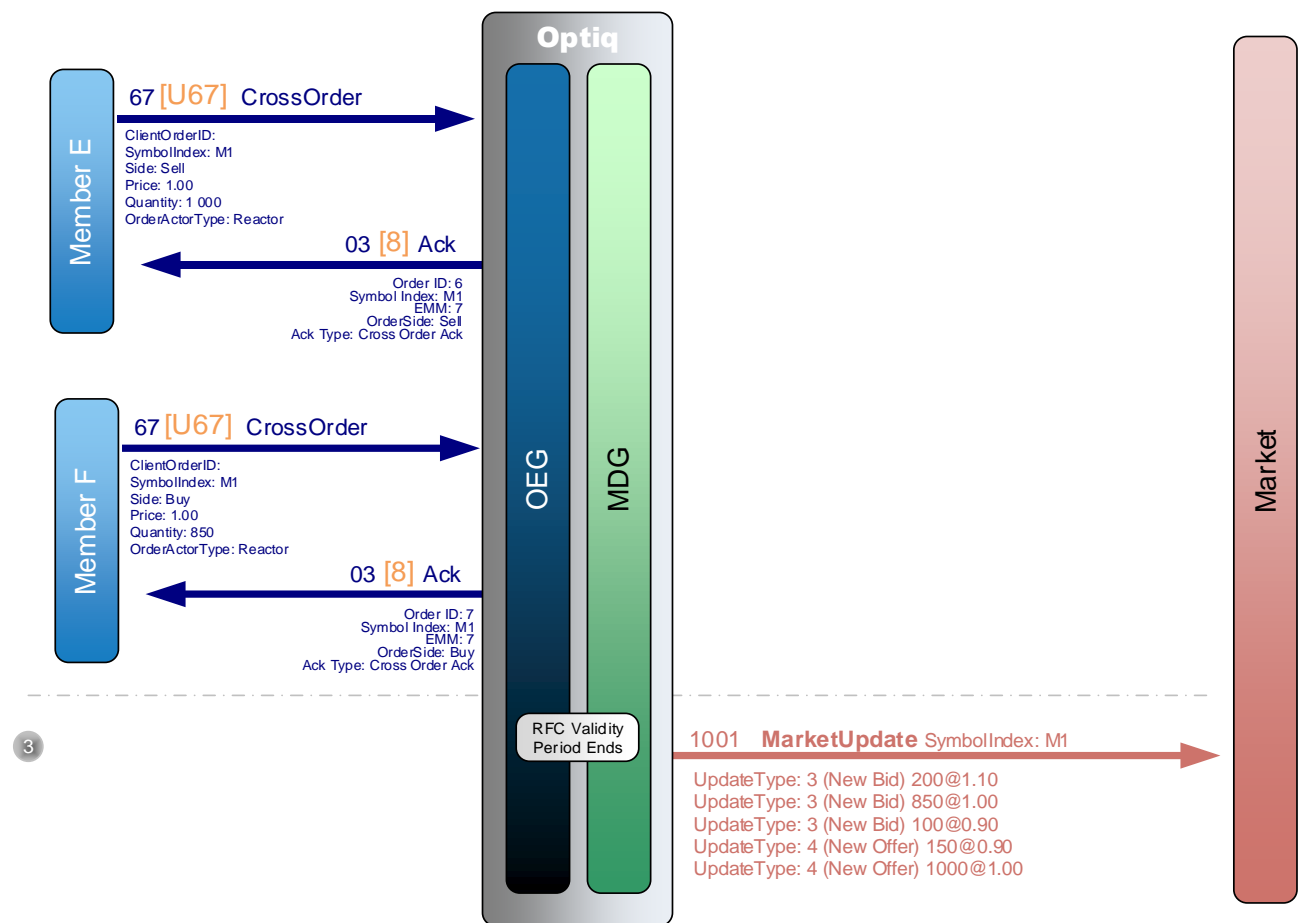 Optiq
Member E
67 [U67] CrossOrder
ClientOrderID:
SymbolIndex: M1
Side: Sell
Price: 1.00
Quantity: 1 000
OrderActorType: Reactor
03 [8] Ack
Order ID: 6
Symbol Index: M1
EMM: 7
OrderSide: Sell
Ack Type: Cross Order Ack
Member F
67 [U67] CrossOrder
ClientOrderID:
SymbolIndex: M1
Side: Buy
Price: 1.00
Quantity: 850
OrderActorType: Reactor
03 [8] Ack
Order ID: 7
Symbol Index: M1
EMM: 7
OrderSide: Buy
Ack Type: Cross Order Ack
OEG
MDG
Market
3
RFC Validity
Period Ends
1001 MarketUpdate SymbolIndex: M1
UpdateType: 3 (New Bid) 200@1.10
UpdateType: 3 (New Bid) 850@1.00
UpdateType: 3 (New Bid) 100@0.90
UpdateType: 4 (New Offer) 150@0.90
UpdateType: 4 (New Offer) 1000@1.00